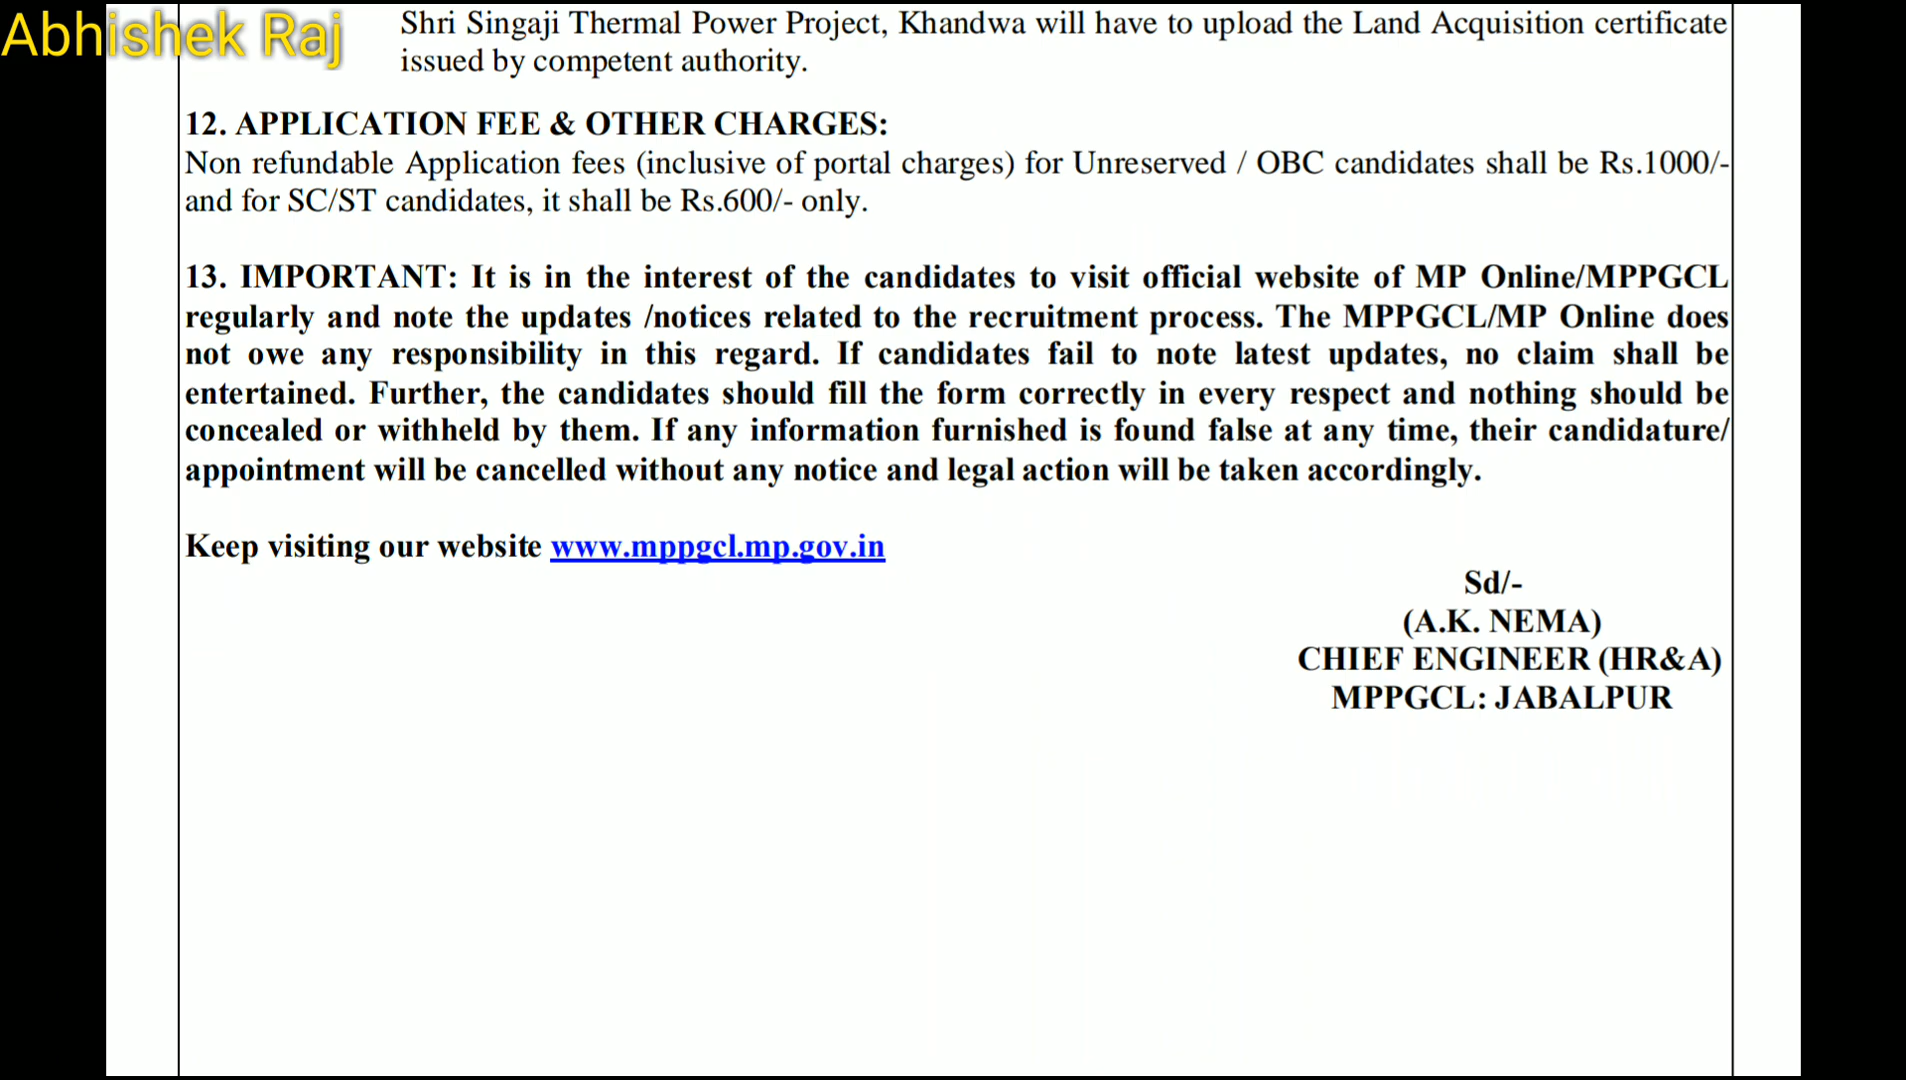 Abhishek Raj
Shri Singaji Thermal Power Project, Khandwa will have to upload the Land Acquisition certificate
issued by competent authority.
12. APPLICATION FEE & OTHER CHARGES:
Non refundable Application fees (inclusive of portal charges) for Unreserved / OBC candidates shall be Rs.1000/-
and for SC/ST candidates, it shall be Rs.600/- only.
13. IMPORTANT: It is in the interest of the candidates to visit official website of MP Online/MPPGCL
regularly and note the updates /notices related to the recruitment process. The MPPGCL/MP Online does
not owe any responsibility in this regard. If candidates fail to note latest updates, no claim shall be
entertained. Further, the candidates should fill the form correctly in every respect and nothing should be
concealed or withheld by them. If any information furnished is found false at any time, their candidature/
appointment will be cancelled without any notice and legal action will be taken accordingly.
Keep visiting our website www.mppgcl.mp.gov.in
Sd/-
(A.K. NEMA)
CHIEF ENGINEER (HR&A)
MPPGCL: JABALPUR